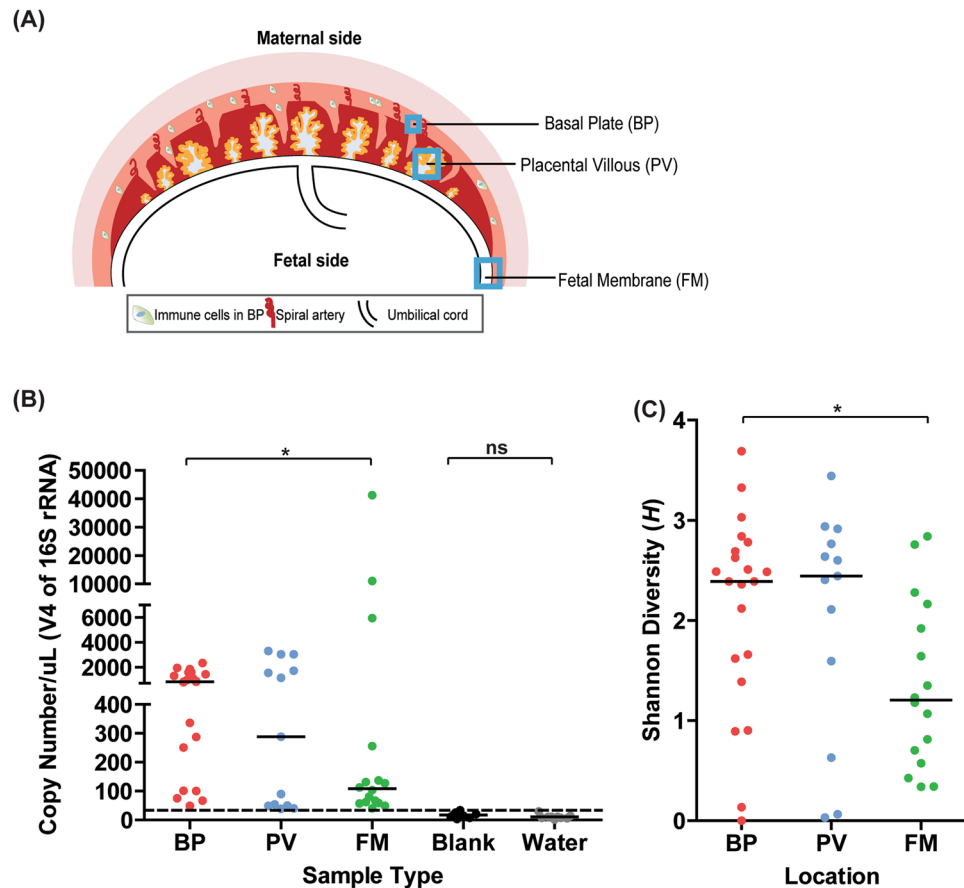 (A)
Maternal side
Basal Plate (BP)
Placental Villous (PV)
Fetal side
Fetal Membrane (FM)
Immune cells in BP Spiral artery Umbilical cord
(B)
Copy Number/uL (V4 of 16S rRNA)
50000
40000
30000
20000
10000
6000
4000
2000
400
300
200
100
0
*
ns
BP PV FM Blank Water
Sample Type
(C)
Shannon Diversity (H)
4
3
2
1
0
*
BP PV FM
Location